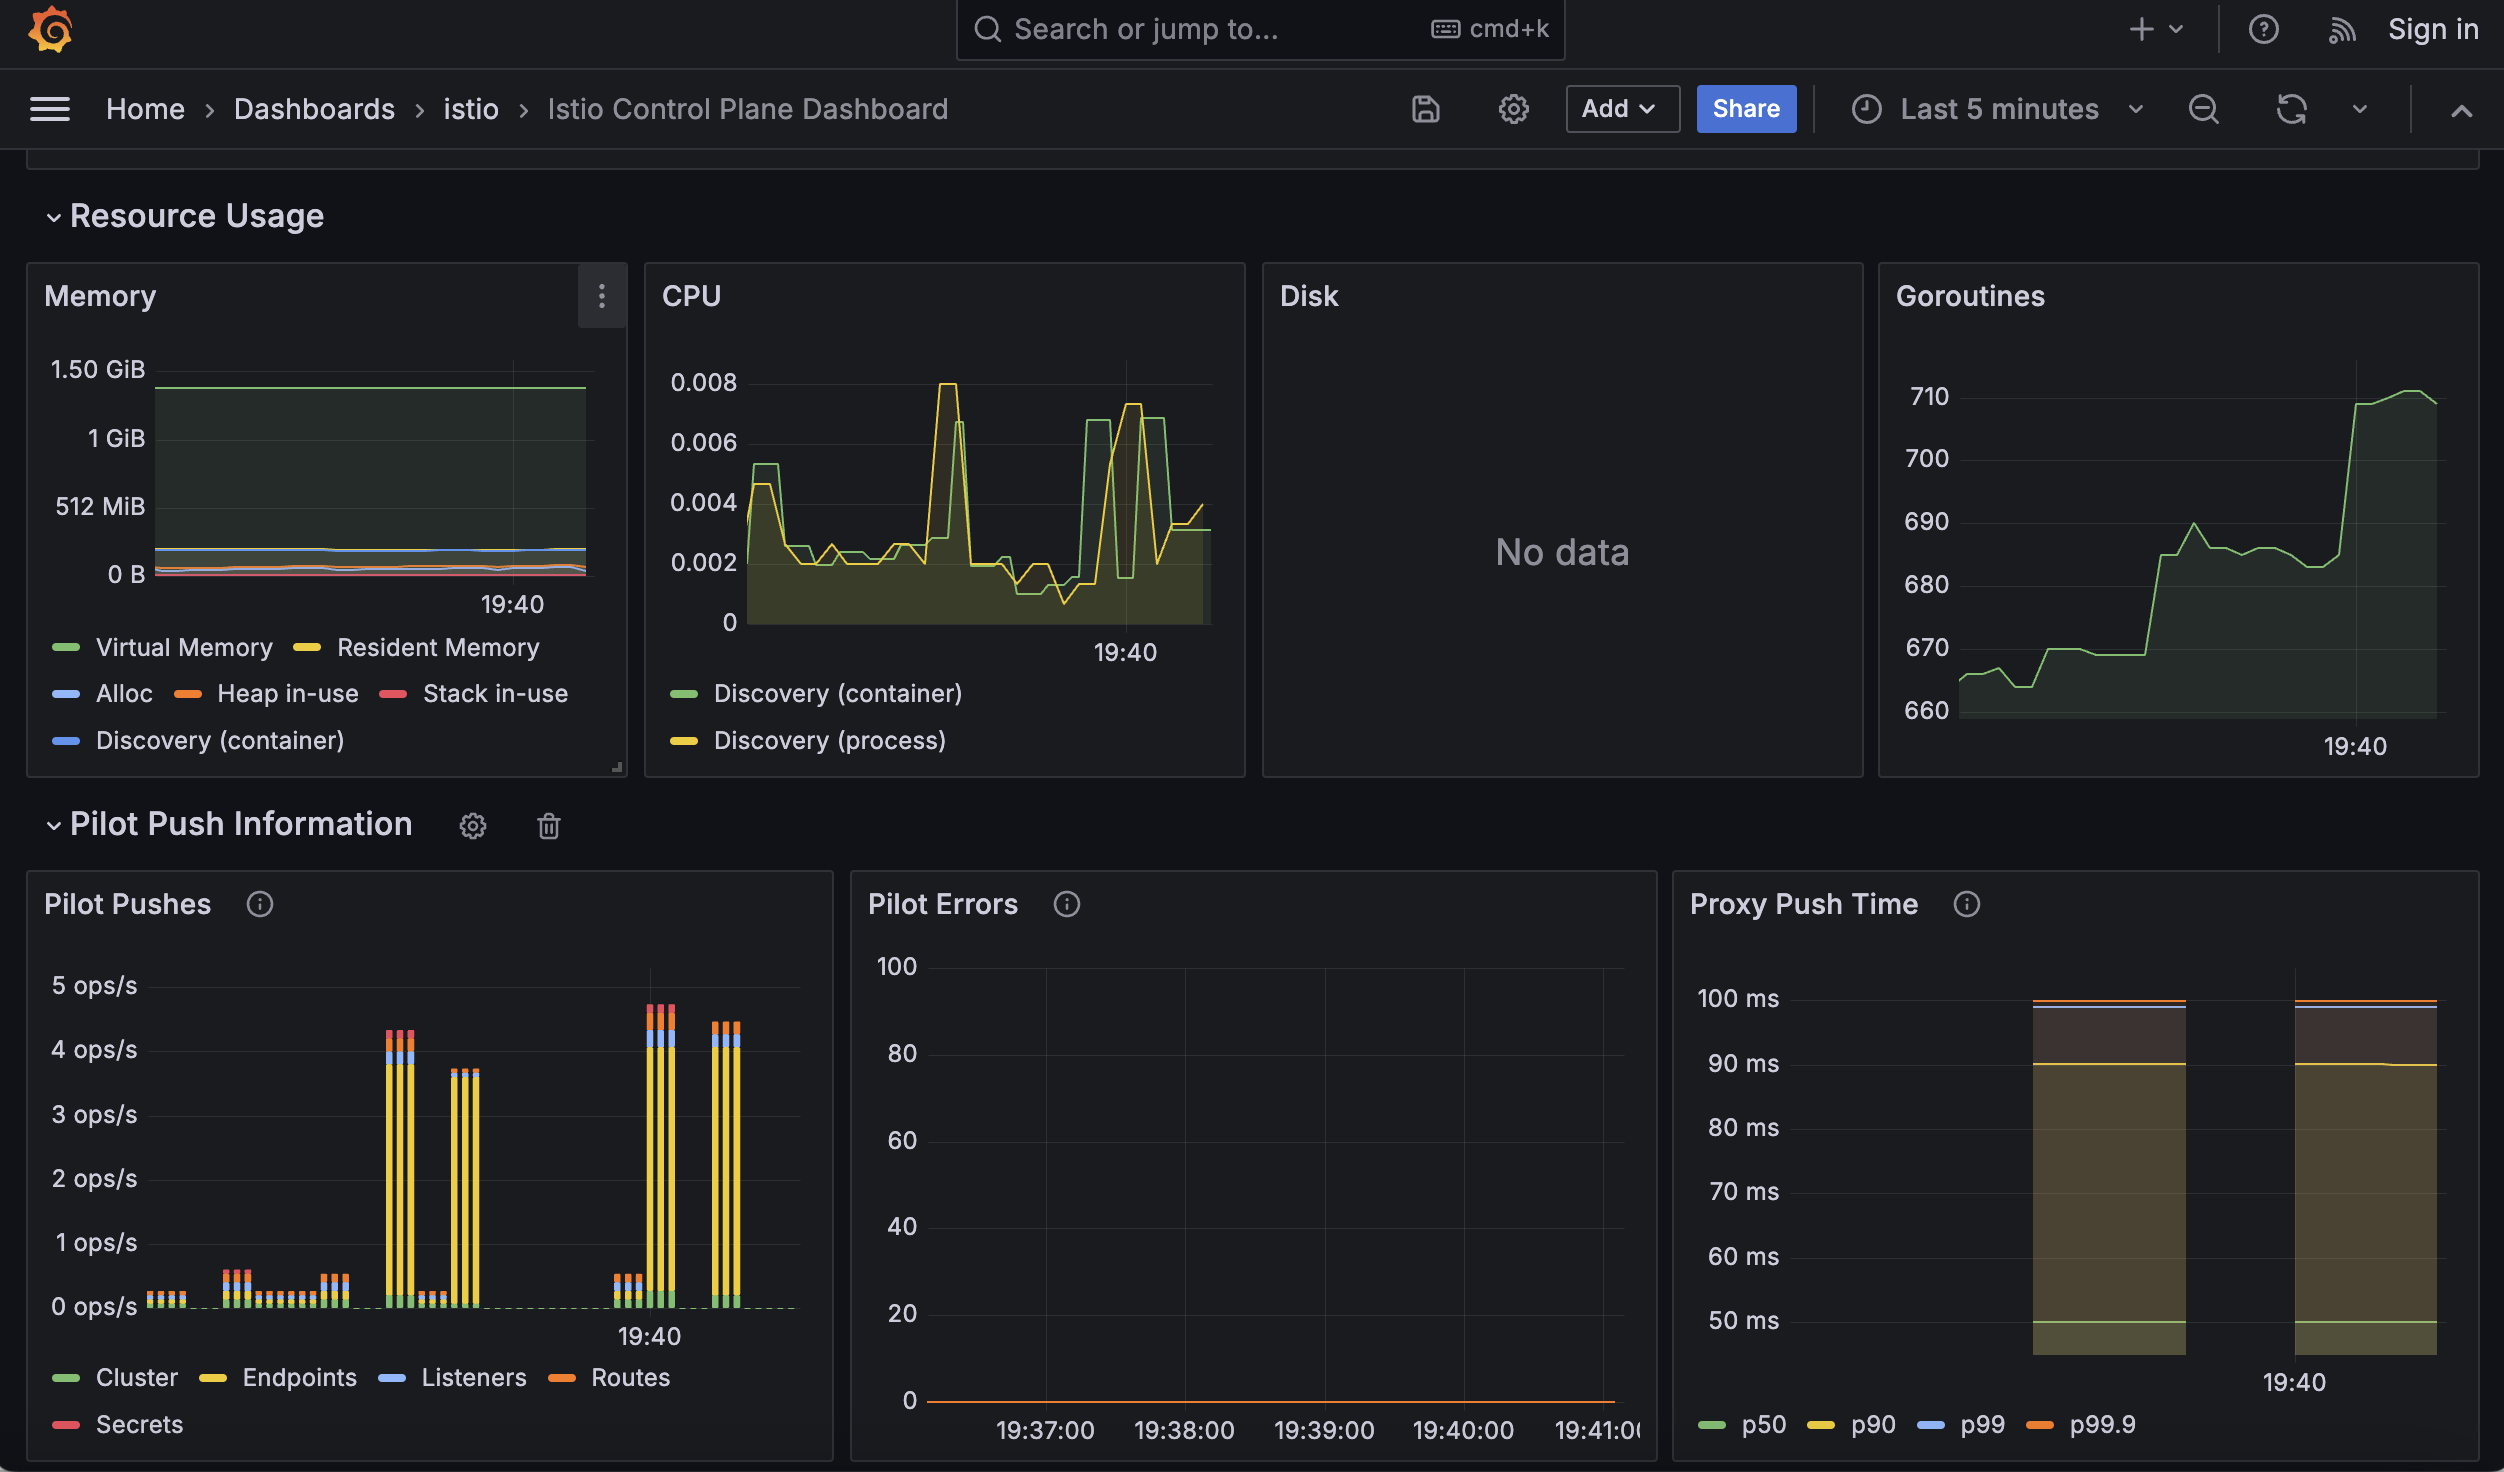 Search or jump to... cmd+k Sign in
Home › Dashboards › istio › Istio Control Plane Dashboard Add Share Last 5 minutes
Resource Usage
Memory
1.50 GiB
1 GiB
512 MiB
0 B
19:40
Virtual Memory Resident Memory
Alloc Heap in-use Stack in-use
Discovery (container)
CPU
0.008
0.006
0.004
0.002
0
19:40
Discovery (container)
Discovery (process)
Disk
No data
Goroutines
710
700
690
680
670
660
19:40
Pilot Push Information
Pilot Pushes
5 ops/s
4 ops/s
3 ops/s
2 ops/s
1 ops/s
0 ops/s
19:40
Cluster Endpoints Listeners Routes
Secrets
Pilot Errors
100
80
60
40
20
0
19:37:00 19:38:00 19:39:00 19:40:00 19:41:00
Proxy Push Time
100 ms
90 ms
80 ms
70 ms
60 ms
50 ms
19:40
p50 p90 p99 p99.9